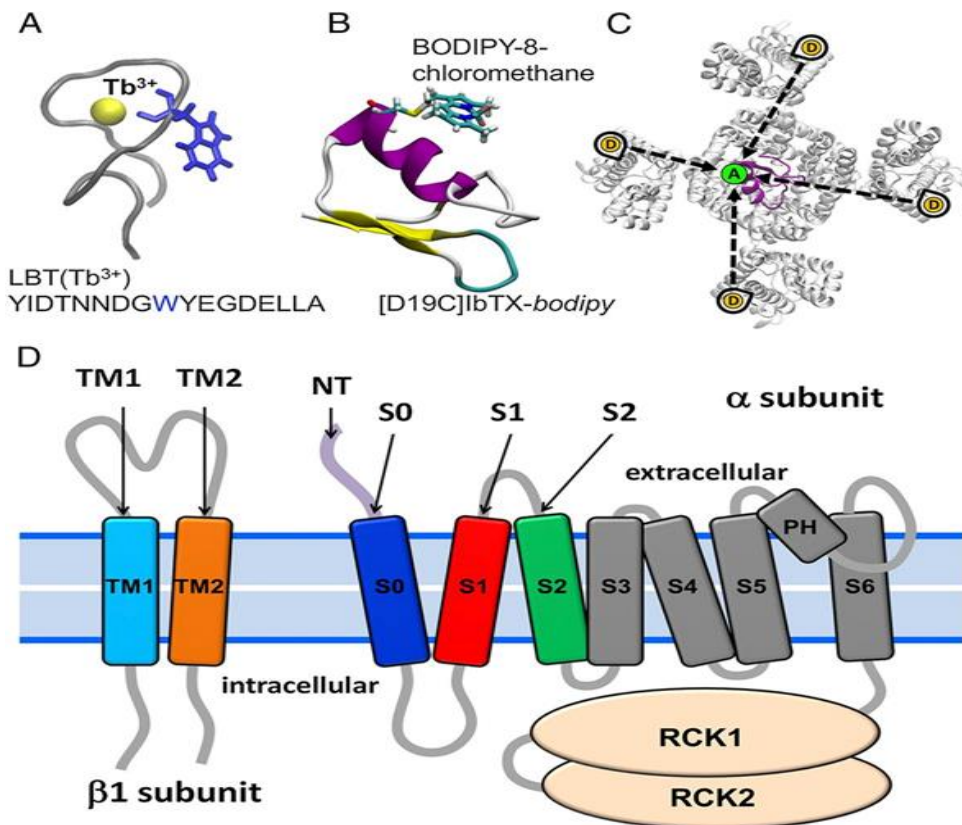 A
Tb³⁺
LBT(Tb³⁺)
YIDTNNDGWYEGDELLA
B
BODIPY-8-
chloromethane
[D19C]IbTX-bodipy
C
D
D
A
D
D
D
TM1
TM2
NT
S0
S1
S2
α subunit
extracellular
TM1
TM2
S0
S1
S2
S3
S4
S5
PH
S6
intracellular
β1 subunit
RCK1
RCK2